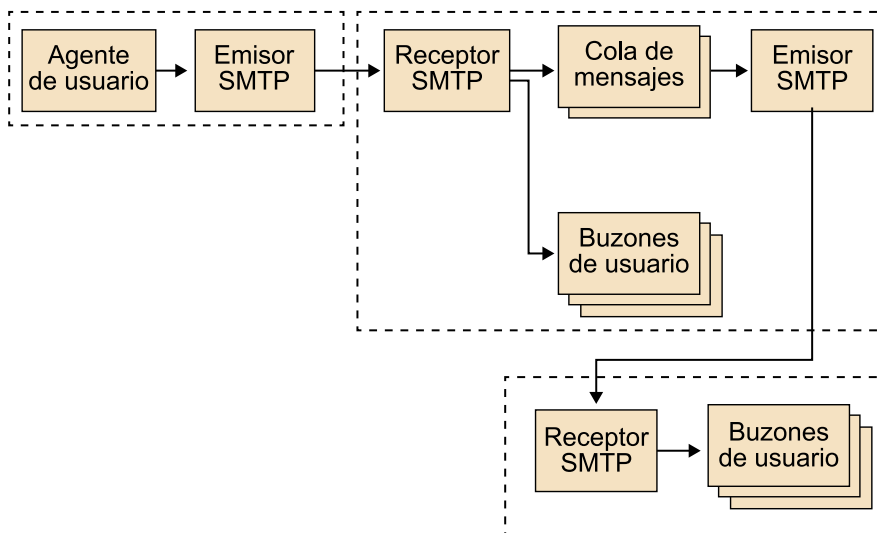 Agente
de usuario
Emisor
SMTP
Receptor
SMTP
Cola de
mensajes
Emisor
SMTP
Buzones
de usuario
Receptor
SMTP
Buzones
de usuario